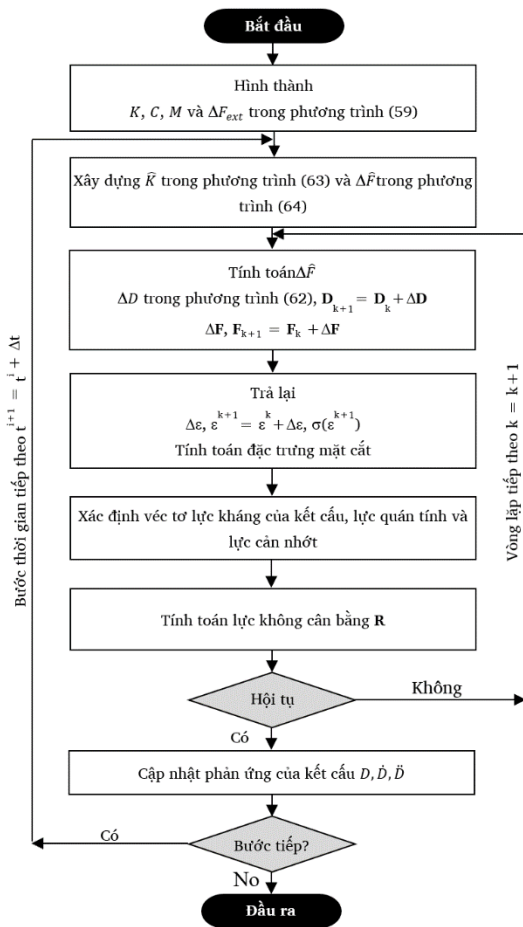 Bắt đầu
Hình thành
K, C, M và ΔF_ext trong phương trình (59)
Xây dựng K̂ trong phương trình (63) và ΔF̂trong phương
trình (64)
Tính toánΔF̂
ΔD trong phương trình (62), D_k+1 = D_k + ΔD
ΔF, F_k+1 = F_k + ΔF
Trả lại
Δε, ε^k+1 = ε^k + Δε, σ(ε^k+1)
Tính toán đặc trưng mặt cắt
Xác định véc tơ lực kháng của kết cấu, lực quán tính và
lực cản nhớt
Tính toán lực không cân bằng R
Hội tụ
Không
Có
Cập nhật phản ứng của kết cấu D, Ḋ, D̈
Bước tiếp?
Có
No
Đầu ra
Bước thời gian tiếp theo t^i+1 = t^i + Δt
Vòng lặp tiếp theo k = k+1